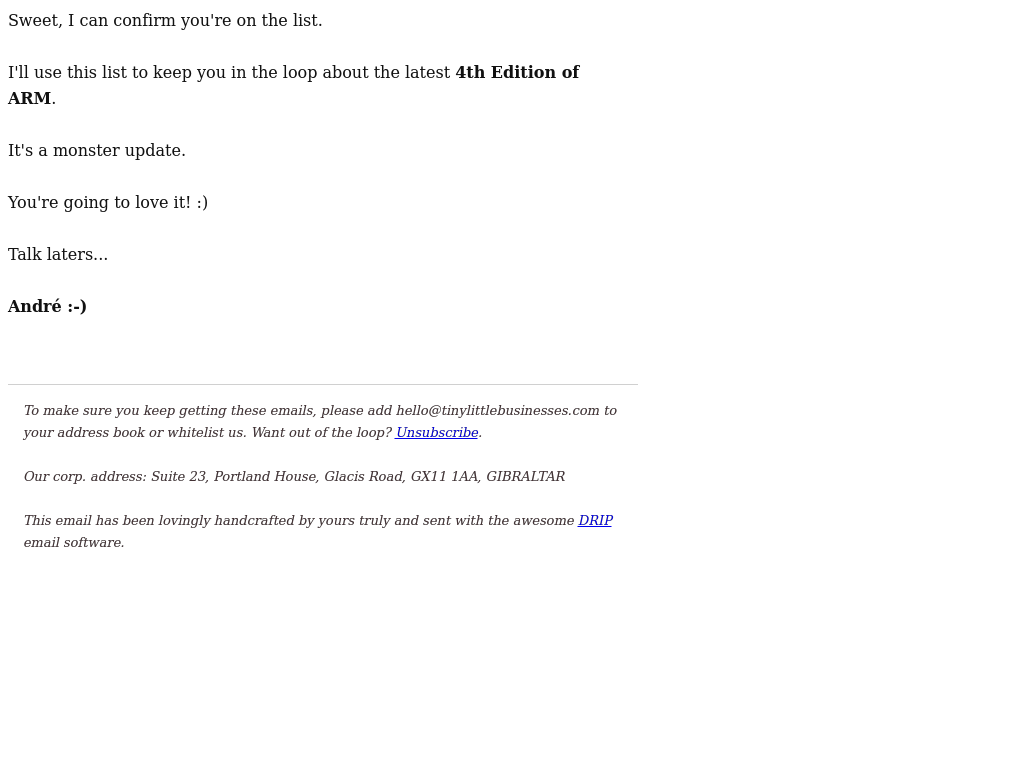 Sweet, I can confirm you're on the list.
I'll use this list to keep you in the loop about the latest 4th Edition of
ARM.
It's a monster update.
You're going to love it! :)
Talk laters...
André :-)
To make sure you keep getting these emails, please add hello@tinylittlebusinesses.com to
your address book or whitelist us. Want out of the loop? Unsubscribe.
Our corp. address: Suite 23, Portland House, Glacis Road, GX11 1AA, GIBRALTAR
This email has been lovingly handcrafted by yours truly and sent with the awesome DRIP
email software.